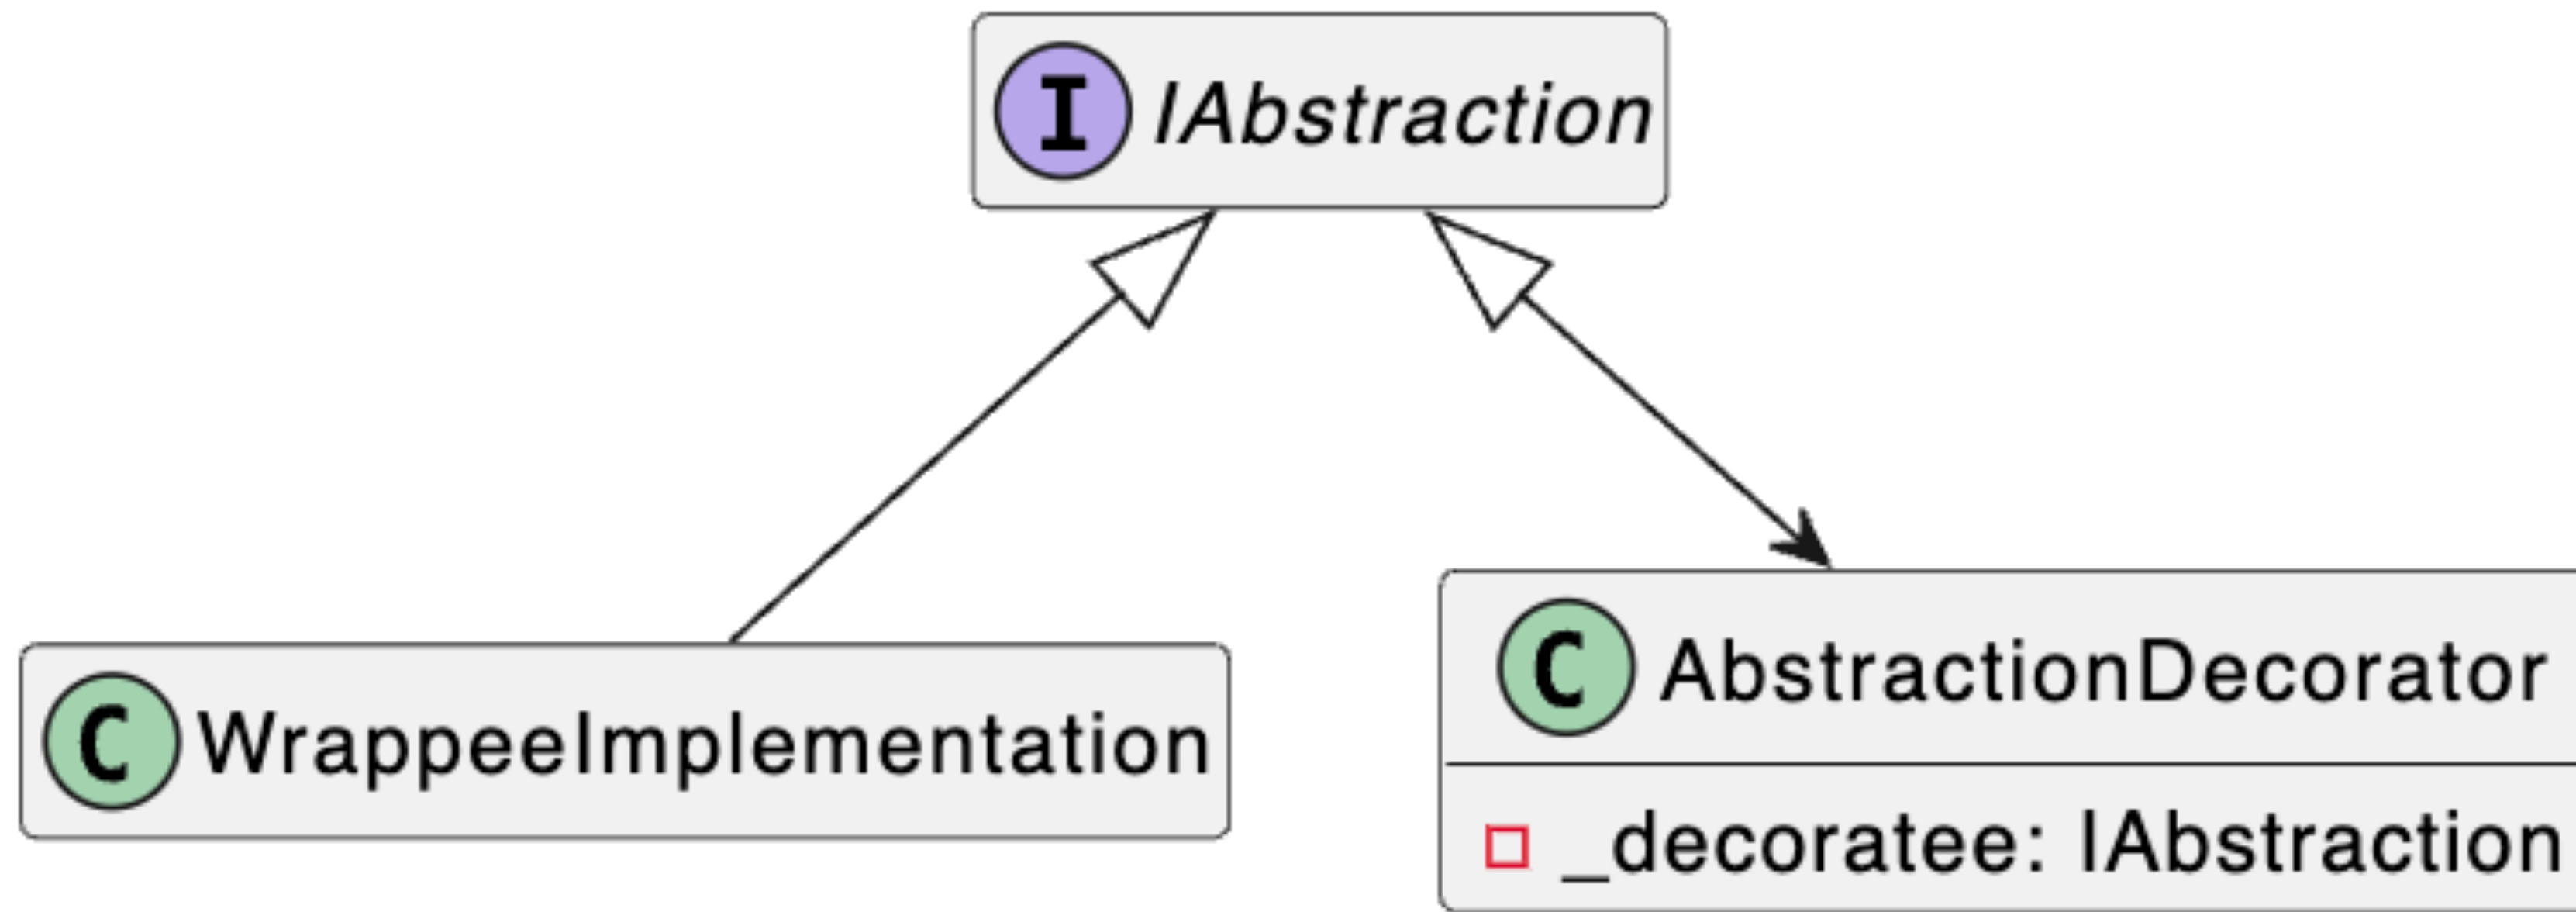 I IAbstraction
C WrappeeImplementation
C AbstractionDecorator
_decoratee: IAbstraction